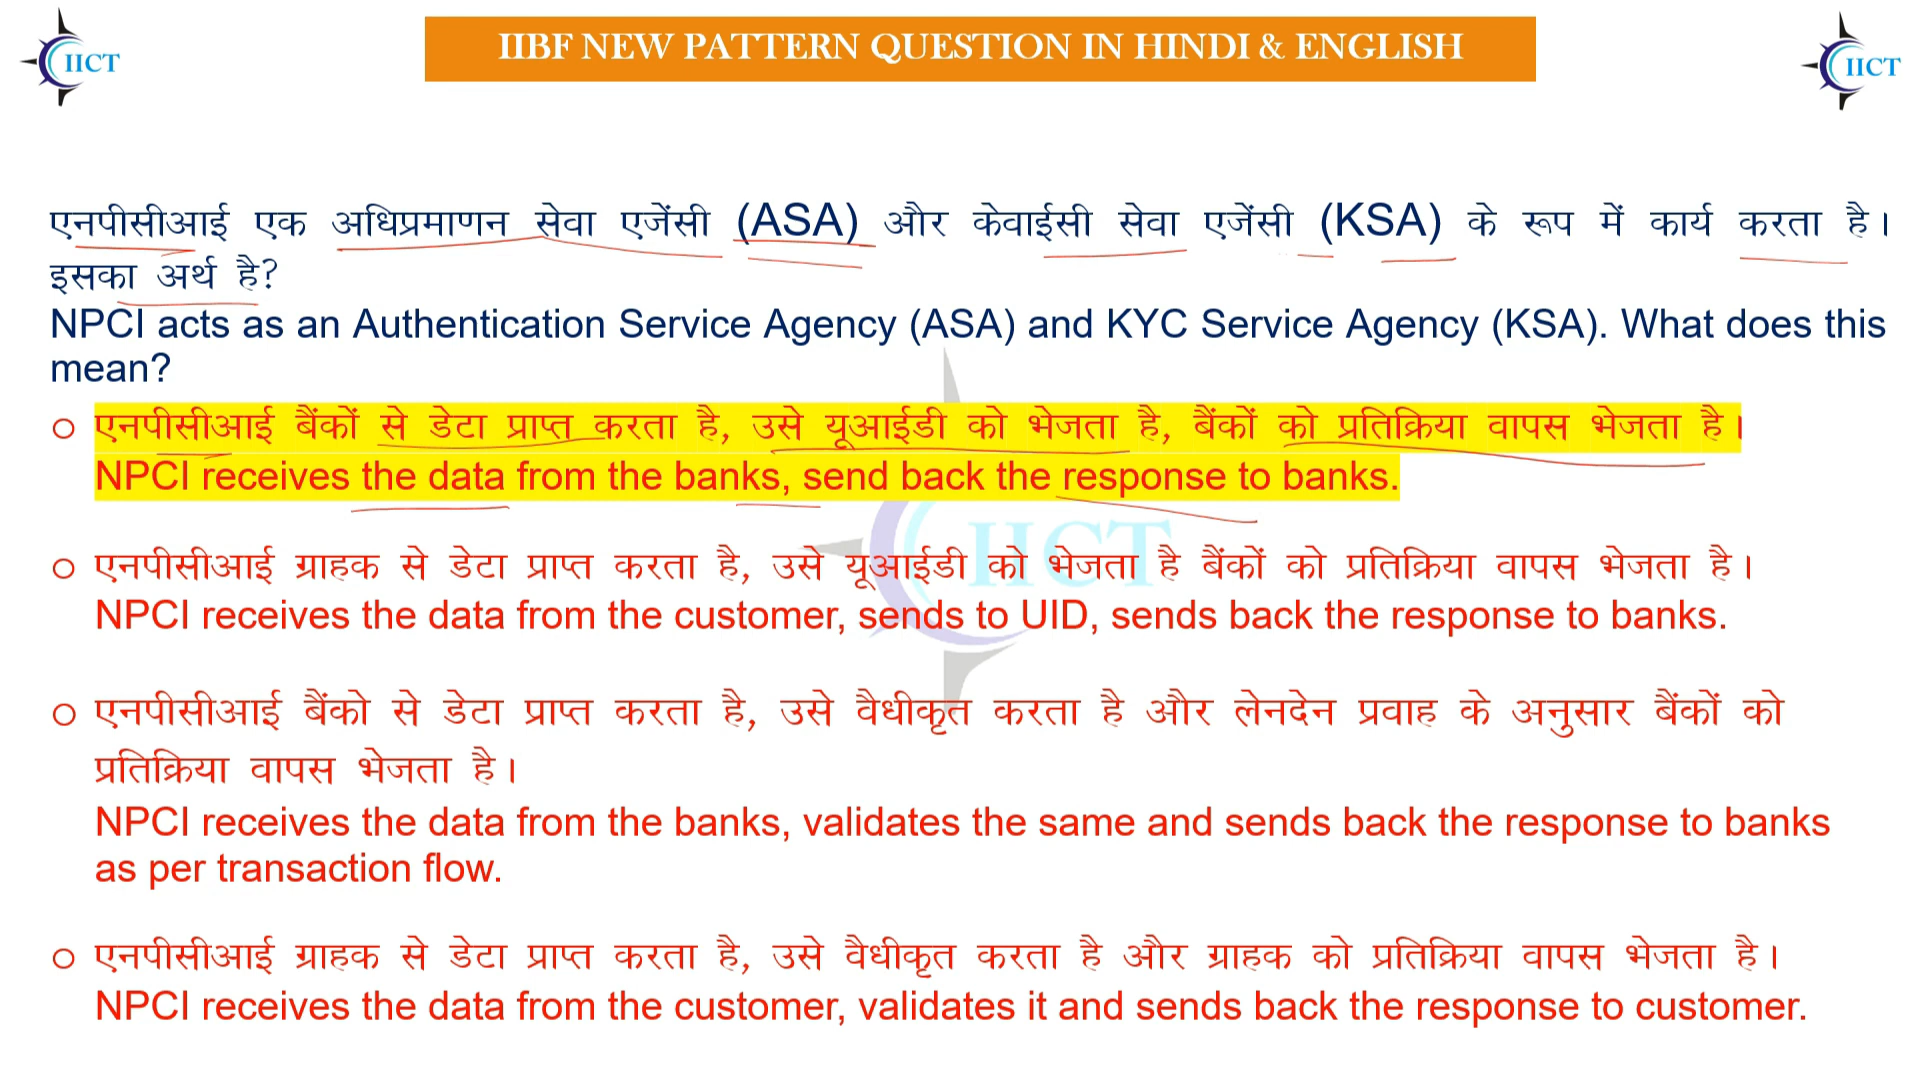 IICT
IIBF NEW PATTERN QUESTION IN HINDI & ENGLISH
IICT
एनपीसीआई एक अधिप्रमाणन सेवा एजेंसी (ASA) और केवाईसी सेवा एजेंसी (KSA) के रूप में कार्य करता है।
इसका अर्थ है?
NPCI acts as an Authentication Service Agency (ASA) and KYC Service Agency (KSA). What does this
mean?
एनपीसीआई बैंकों से डेटा प्राप्त करता है, उसे यूआईडी को भेजता है, बैंकों को प्रतिक्रिया वापस भेजता है।
NPCI receives the data from the banks, send back the response to banks.
IICT
एनपीसीआई ग्राहक से डेटा प्राप्त करता है, उसे यूआईडी को भेजता है बैंकों को प्रतिक्रिया वापस भेजता है।
NPCI receives the data from the customer, sends to UID, sends back the response to banks.
एनपीसीआई बैंको से डेटा प्राप्त करता है, उसे वैधीकृत करता है और लेनदेन प्रवाह के अनुसार बैंकों को
प्रतिक्रिया वापस भेजता है।
NPCI receives the data from the banks, validates the same and sends back the response to banks
as per transaction flow.
एनपीसीआई ग्राहक से डेटा प्राप्त करता है, उसे वैधीकृत करता है और ग्राहक को प्रतिक्रिया वापस भेजता है।
NPCI receives the data from the customer, validates it and sends back the response to customer.